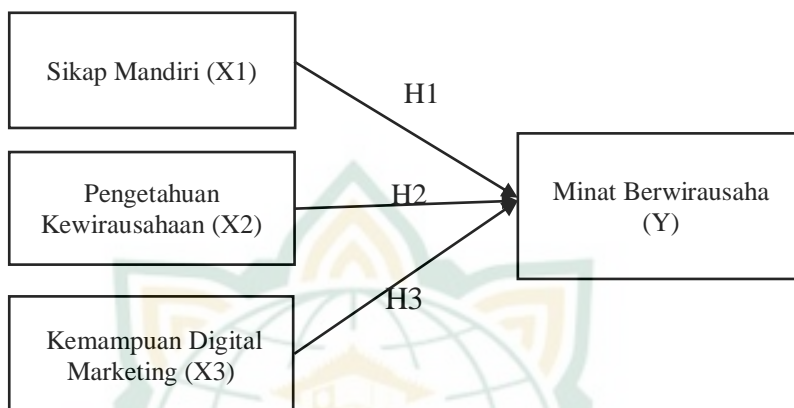 Sikap Mandiri (X1)
H1
Pengetahuan
Kewirausahaan (X2)
H2
Minat Berwirausaha
(Y)
H3
Kemampuan Digital
Marketing (X3)